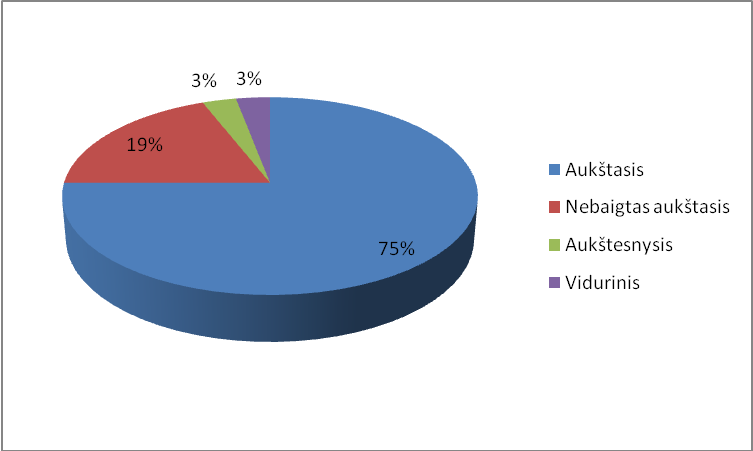 3%
3%
19%
75%
Aukštasis
Nebaigtas aukštasis
Aukštesnysis
Vidurinis